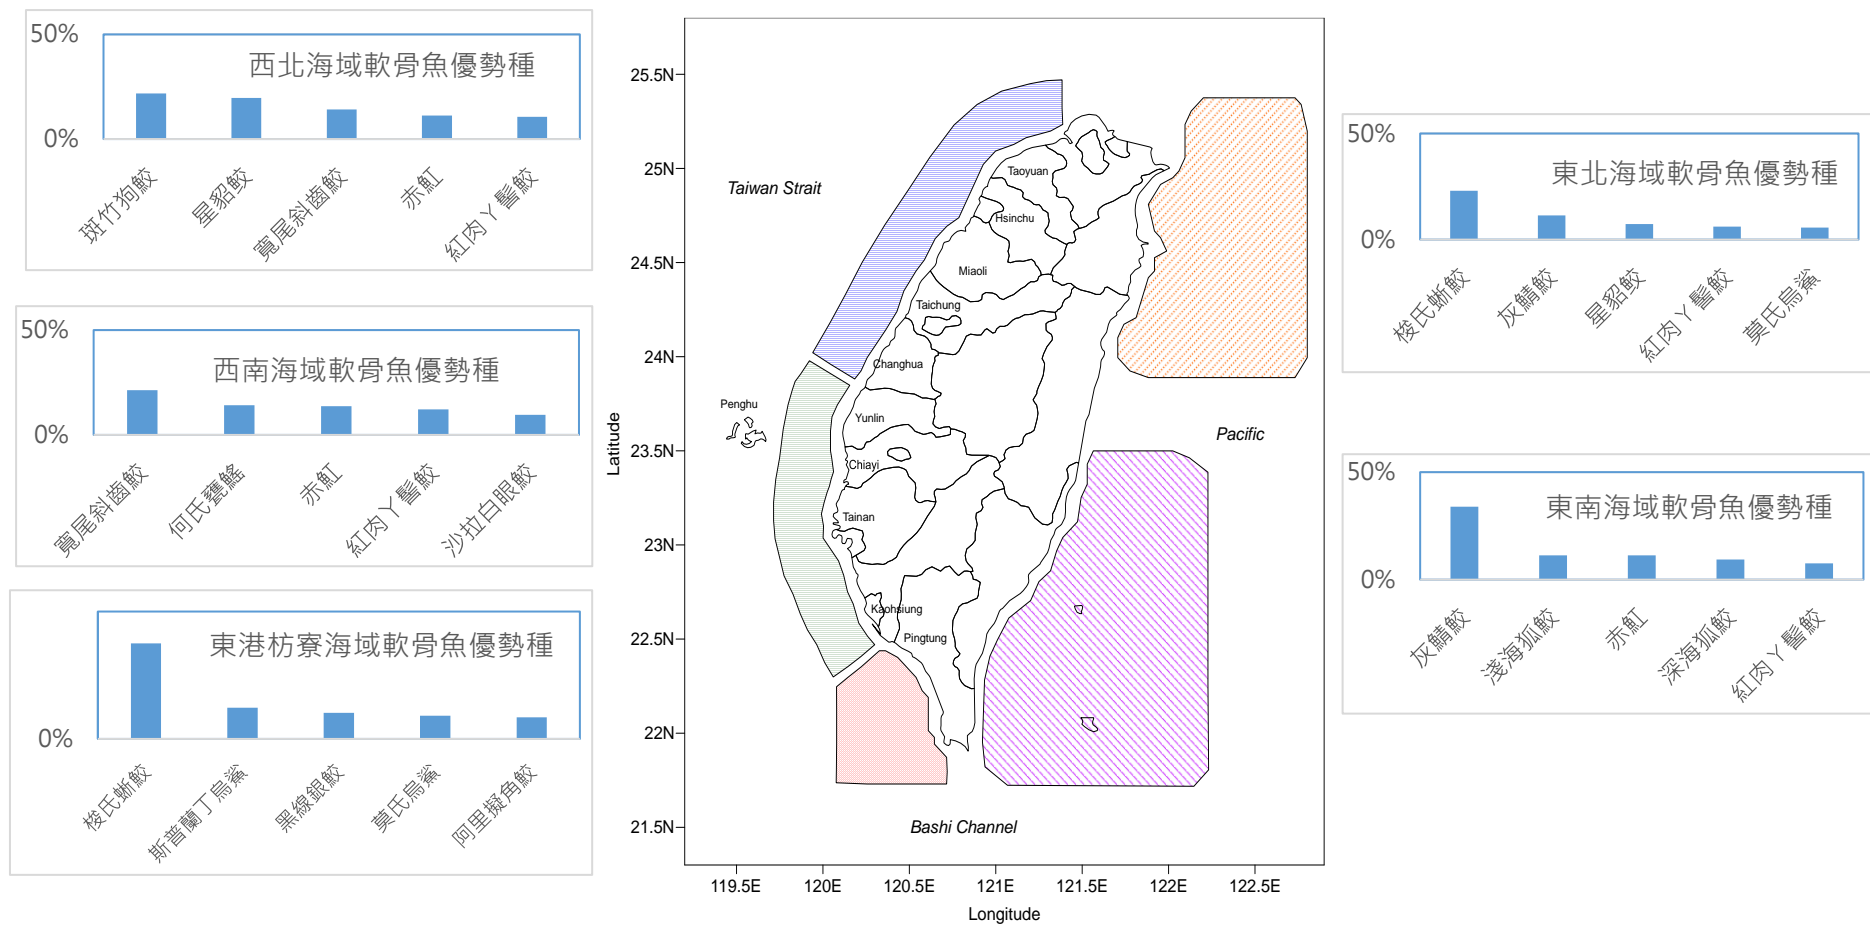 50%
西北海域軟骨魚優勢種
0%
斑竹狗鮫
星貂鮫
寬尾斜齒鮫
赤魟
紅肉丫髻鮫
50%
西南海域軟骨魚優勢種
0%
寬尾斜齒鮫
何氏甕鰩
赤魟
紅肉丫髻鮫
沙拉白眼鮫
東港枋寮海域軟骨魚優勢種
0%
梭氏蜥鮫
斯普蘭丁烏鯊
黑線銀鮫
莫氏烏鯊
阿里擬角鮫
25.5N
25N
24.5N
24N
23.5N
23N
22.5N
22N
21.5N
Latitude
Taiwan Strait
Taoyuan
Hsinchu
Miaoli
Taichung
Changhua
Penghu
Yunlin
Pacific
Chiayi
Tainan
Kaohsiung
Pingtung
Bashi Channel
119.5E
120E
120.5E
121E
121.5E
122E
122.5E
Longitude
50%
東北海域軟骨魚優勢種
0%
梭氏蜥鮫
灰鯖鮫
星貂鮫
紅肉丫髻鮫
莫氏烏鯊
50%
東南海域軟骨魚優勢種
0%
灰鯖鮫
淺海狐鮫
赤魟
深海狐鮫
紅肉丫髻鮫